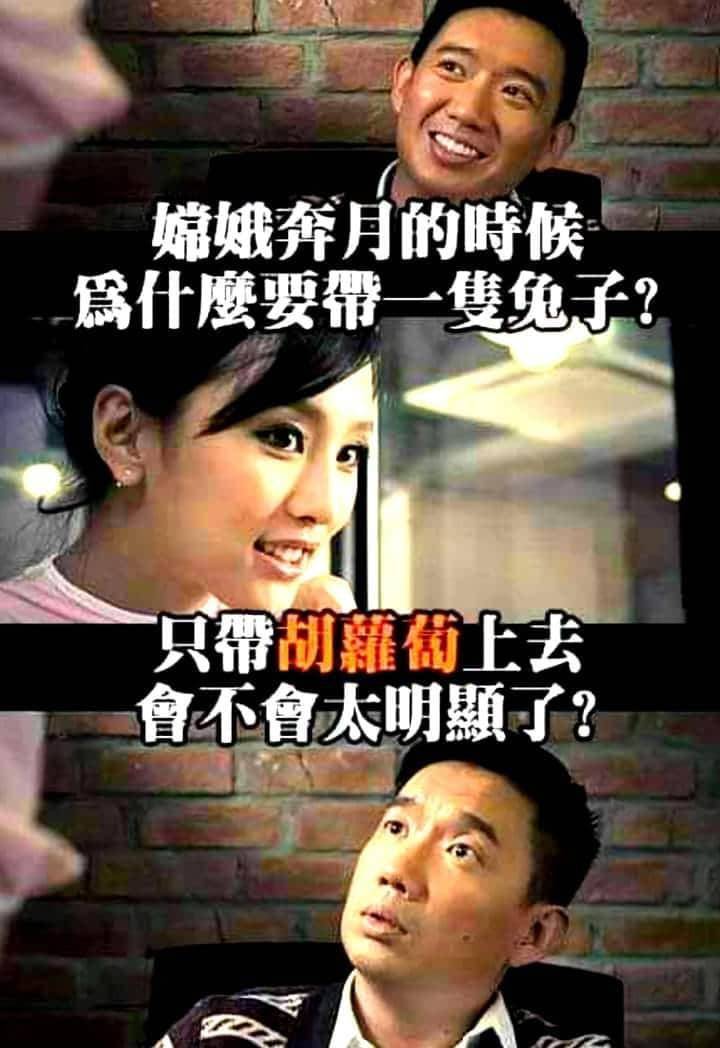 嫦娥奔月的時候
為什麼要帶一隻兔子?
只帶胡蘿蔔上去
會不會太明顯了?